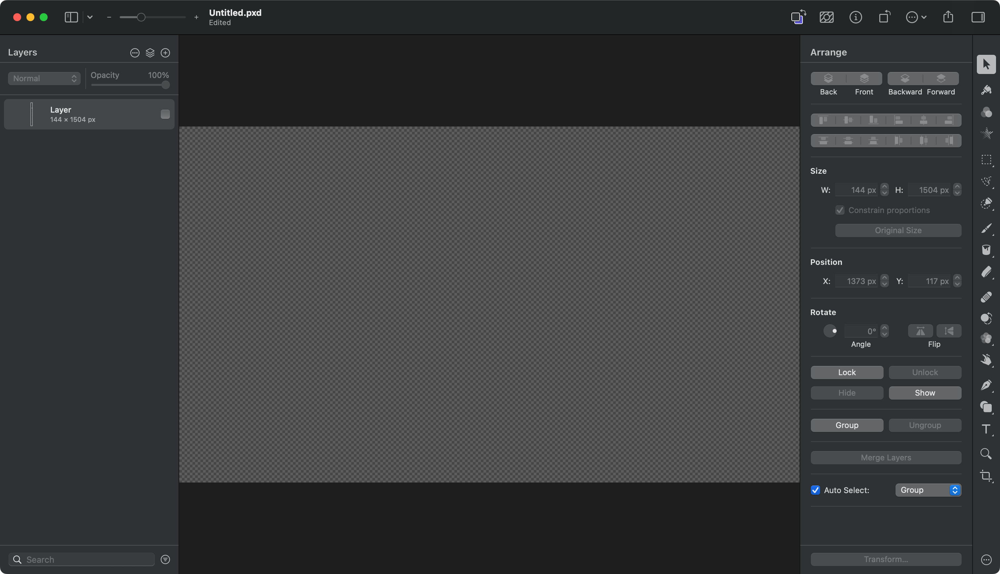 Untitled.pxd
Edited
Layers
Normal
Opacity 100%
Layer
144 × 1504 px
Search
Arrange
Back Front Backward Forward
Size
W: 144 px H: 1504 px
Constrain proportions
Original Size
Position
X: 1373 px Y: 117 px
Rotate
0°
Angle Flip
Lock Unlock
Hide Show
Group Ungroup
Merge Layers
Auto Select: Group
Transform...